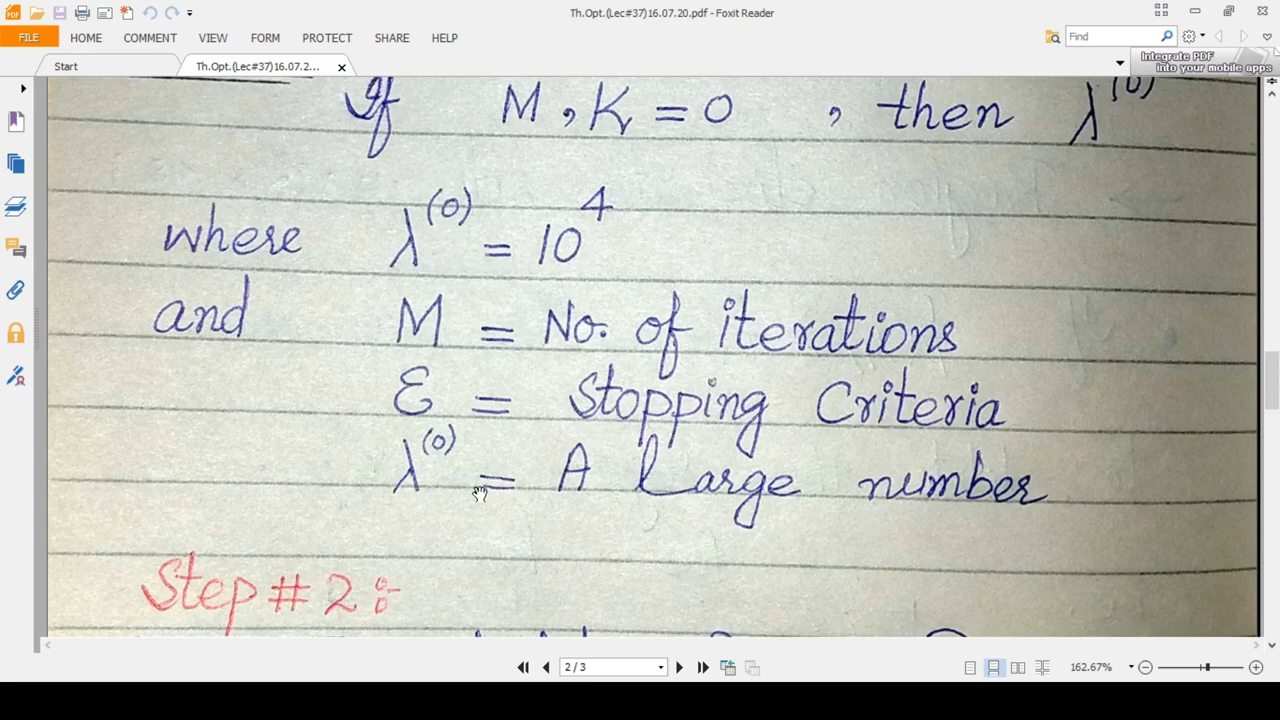 Th.Opt.(Lec#37)16.07.20.pdf - Foxit Reader
FILE HOME COMMENT VIEW FORM PROTECT SHARE HELP
Find
Integrate PDF
into your mobile apps
Start
Th.Opt.(Lec#37)16.07.2...
If M, K = 0 , then λ^(0)
where λ^(0) = 10^4
and M = No. of iterations
ε = Stopping Criteria
λ^(0) = A Large number
Step # 2 :-
2 / 3
162.67%